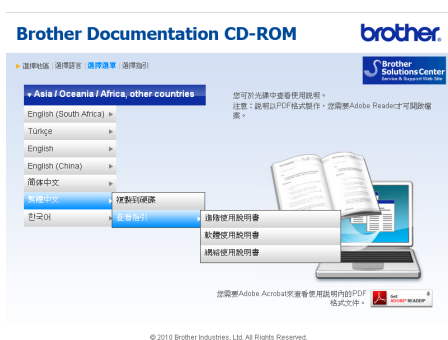 Brother Documentation CD-ROM
brother.
選擇地區 | 選擇語言 | 選擇選單 | 選擇指引
Brother
Solutions Center
Service & Support Web Site
Asia / Oceania / Africa, other countries
您可於光碟中查看使用說明。
注意：說明以PDF格式製作，您需要Adobe Reader才可開啟檔
案。
English (South Africa)
Türkçe
English
English (China)
简体中文
繁體中文
複製到硬碟
한국어
查看指引
進階使用說明書
軟體使用說明書
網絡使用說明書
您需要Adobe Acrobat來查看使用說明內的PDF
格式文件。
Get
ADOBE® READER®
© 2010 Brother Industries, Ltd. All Rights Reserved.